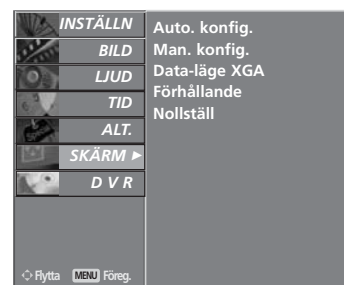 INSTÄLLN
BILD
LJUD
TID
ALT.
SKÄRM ►
D V R
Auto. konfig.
Man. konfig.
Data-läge XGA
Förhållande
Nollställ
Flytta MENU Föreg.